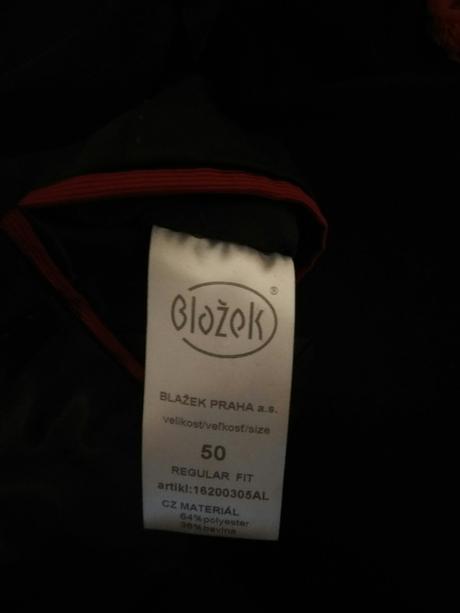 Blažek
®
BLAŽEK PRAHA a.s.
velikost/veľkosť/size
50
REGULAR FIT
artikl:16200305AL
CZ MATERIÁL
64%polyester
36%bavlna